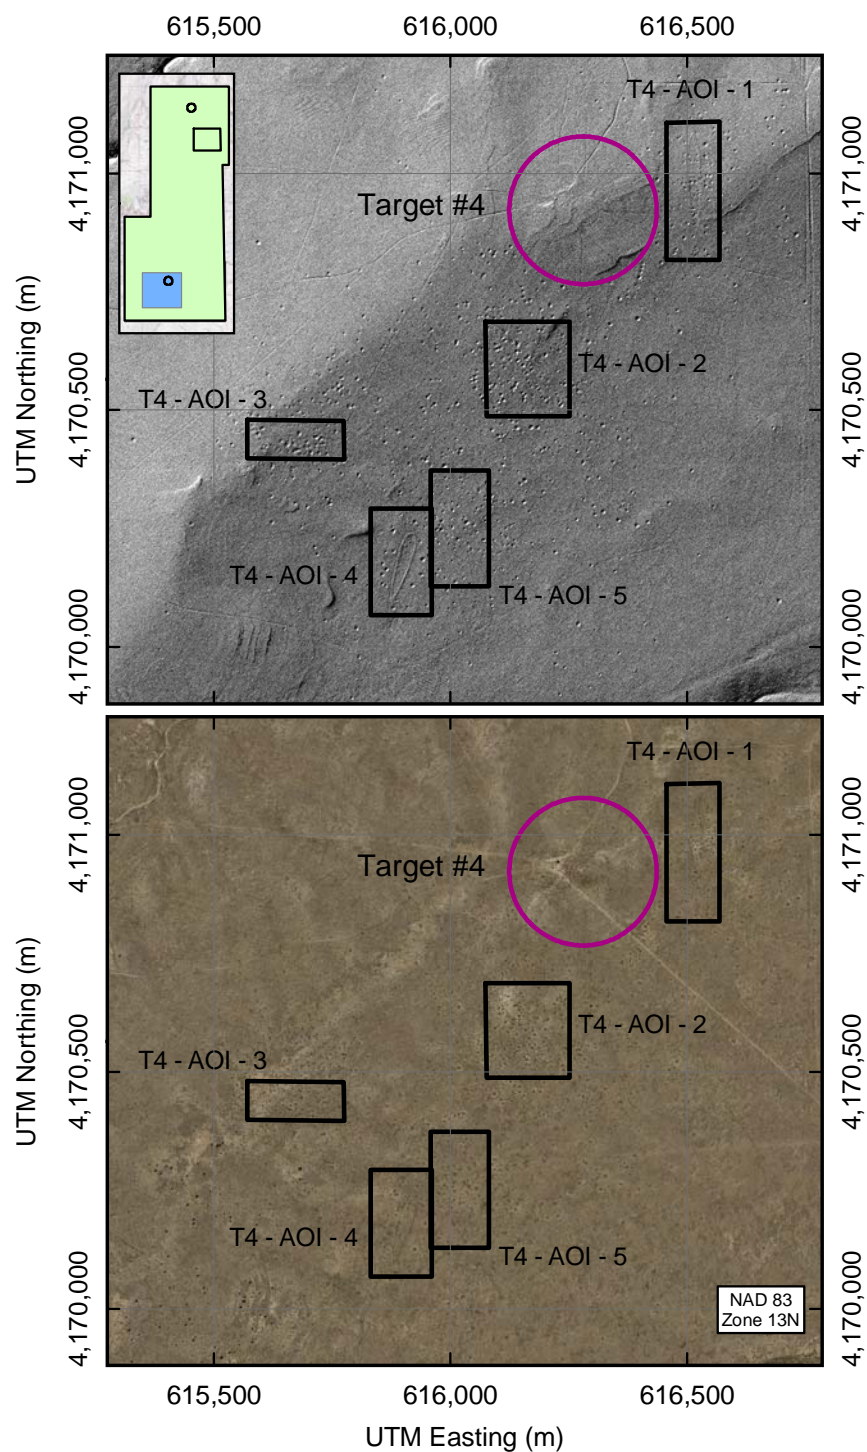 615,500 616,000 616,500
T4 - AOI - 1
4,171,000 4,171,000
Target #4
T4 - AOI - 2
T4 - AOI - 3
UTM Northing (m)
4,170,500 4,170,500
T4 - AOI - 4
T4 - AOI - 5
4,170,000 4,170,000
T4 - AOI - 1
4,171,000 4,171,000
Target #4
T4 - AOI - 2
T4 - AOI - 3
UTM Northing (m)
4,170,500 4,170,500
T4 - AOI - 4
T4 - AOI - 5
4,170,000 4,170,000
NAD 83
Zone 13N
615,500 616,000 616,500
UTM Easting (m)